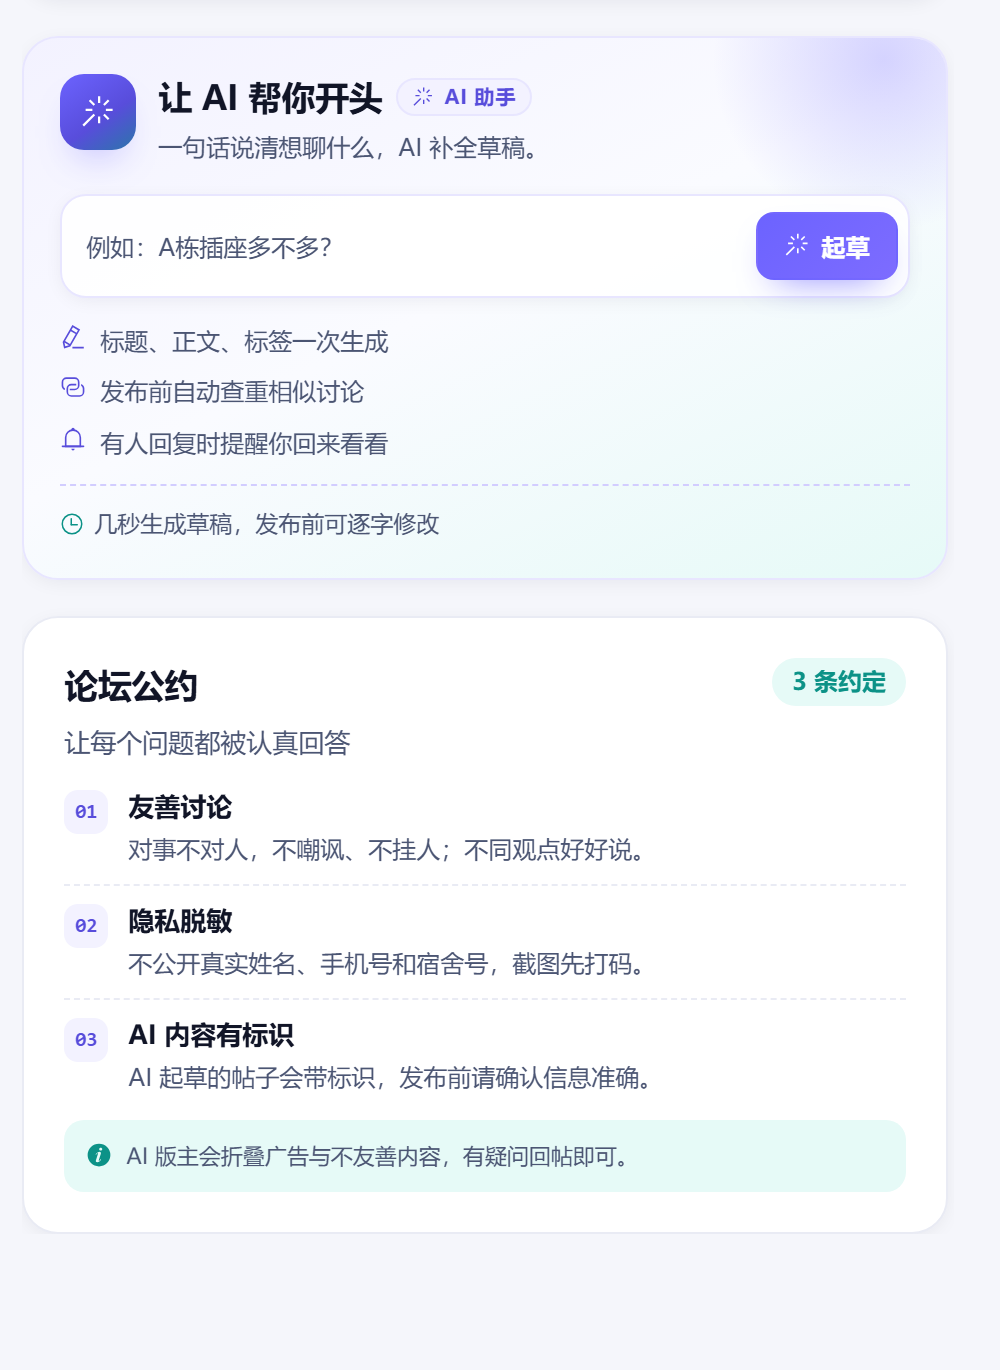 让 AI 帮你开头
AI 助手
一句话说清想聊什么，AI 补全草稿。
例如：A栋插座多不多？
起草
标题、正文、标签一次生成
发布前自动查重相似讨论
有人回复时提醒你回来看看
几秒生成草稿，发布前可逐字修改
论坛公约
3 条约定
让每个问题都被认真回答
01
友善讨论
对事不对人，不嘲讽、不挂人；不同观点好好说。
02
隐私脱敏
不公开真实姓名、手机号和宿舍号，截图先打码。
03
AI 内容有标识
AI 起草的帖子会带标识，发布前请确认信息准确。
AI 版主会折叠广告与不友善内容，有疑问回帖即可。